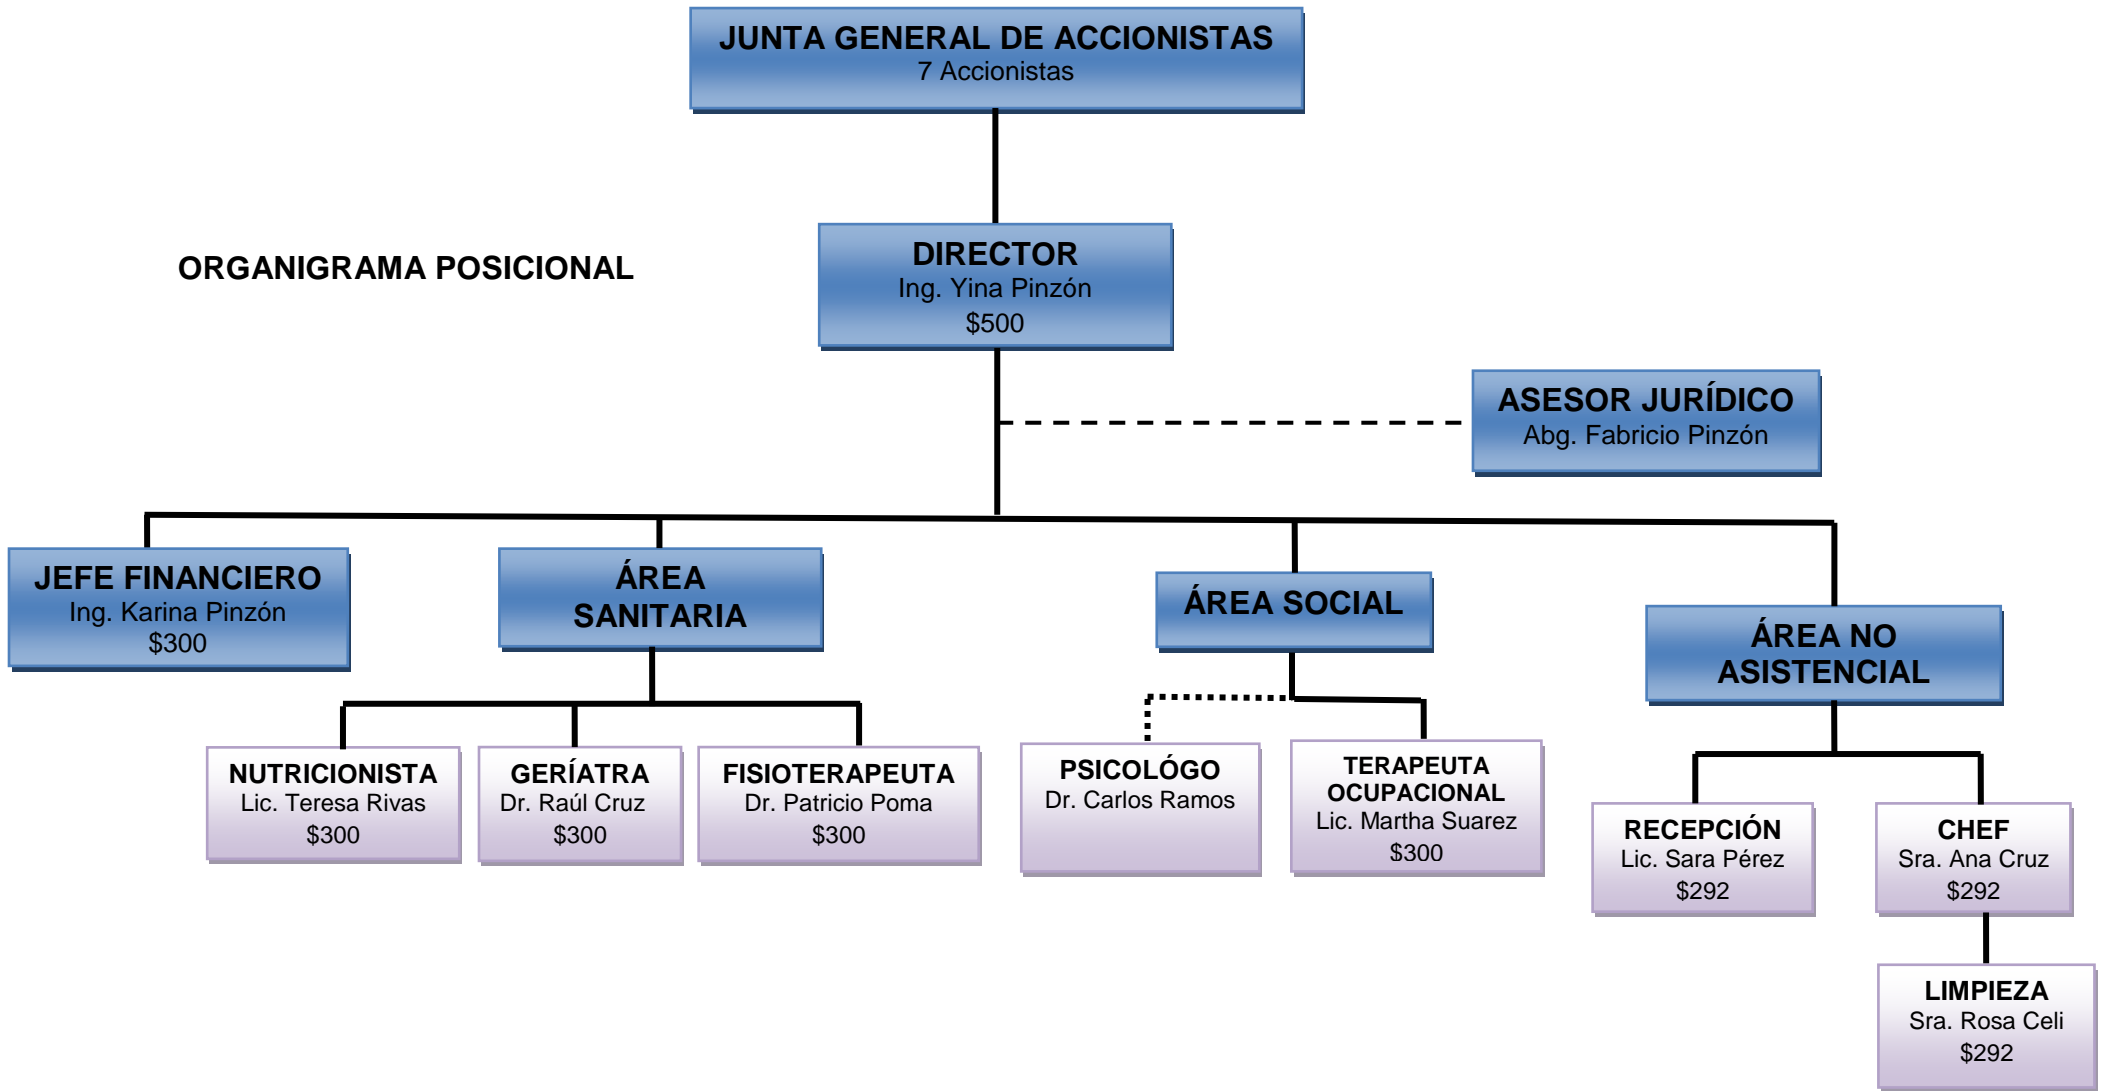 JUNTA GENERAL DE ACCIONISTAS
7 Accionistas
ORGANIGRAMA POSICIONAL
DIRECTOR
Ing. Yina Pinzón
$500
ASESOR JURÍDICO
Abg. Fabricio Pinzón
JEFE FINANCIERO
Ing. Karina Pinzón
$300
ÁREA
SANITARIA
ÁREA SOCIAL
ÁREA NO
ASISTENCIAL
NUTRICIONISTA
Lic. Teresa Rivas
$300
GERÍATRA
Dr. Raúl Cruz
$300
FISIOTERAPEUTA
Dr. Patricio Poma
$300
PSICOLÓGO
Dr. Carlos Ramos
TERAPEUTA
OCUPACIONAL
Lic. Martha Suarez
$300
RECEPCIÓN
Lic. Sara Pérez
$292
CHEF
Sra. Ana Cruz
$292
LIMPIEZA
Sra. Rosa Celi
$292